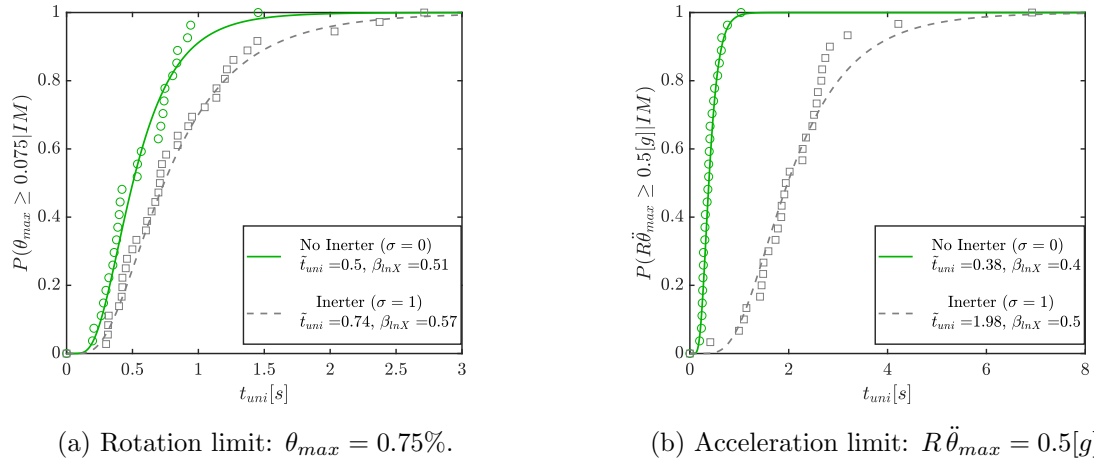 P(θ_max ≥ 0.075|IM)
1
0.8
0.6
0.4
0.2
0
0
0.5
1
1.5
2
2.5
3
t_uni[s]
No Inerter (σ = 0)
t̃_uni =0.5, β_lnX =0.51
Inerter (σ = 1)
t̃_uni =0.74, β_lnX =0.57
(a) Rotation limit: θ_max = 0.75%.
P(Rθ̈_max ≥ 0.5[g]|IM)
1
0.8
0.6
0.4
0.2
0
0
2
4
6
8
t_uni[s]
No Inerter (σ = 0)
t̃_uni =0.38, β_lnX =0.4
Inerter (σ = 1)
t̃_uni =1.98, β_lnX =0.5
(b) Acceleration limit: R θ̈_max = 0.5[g]